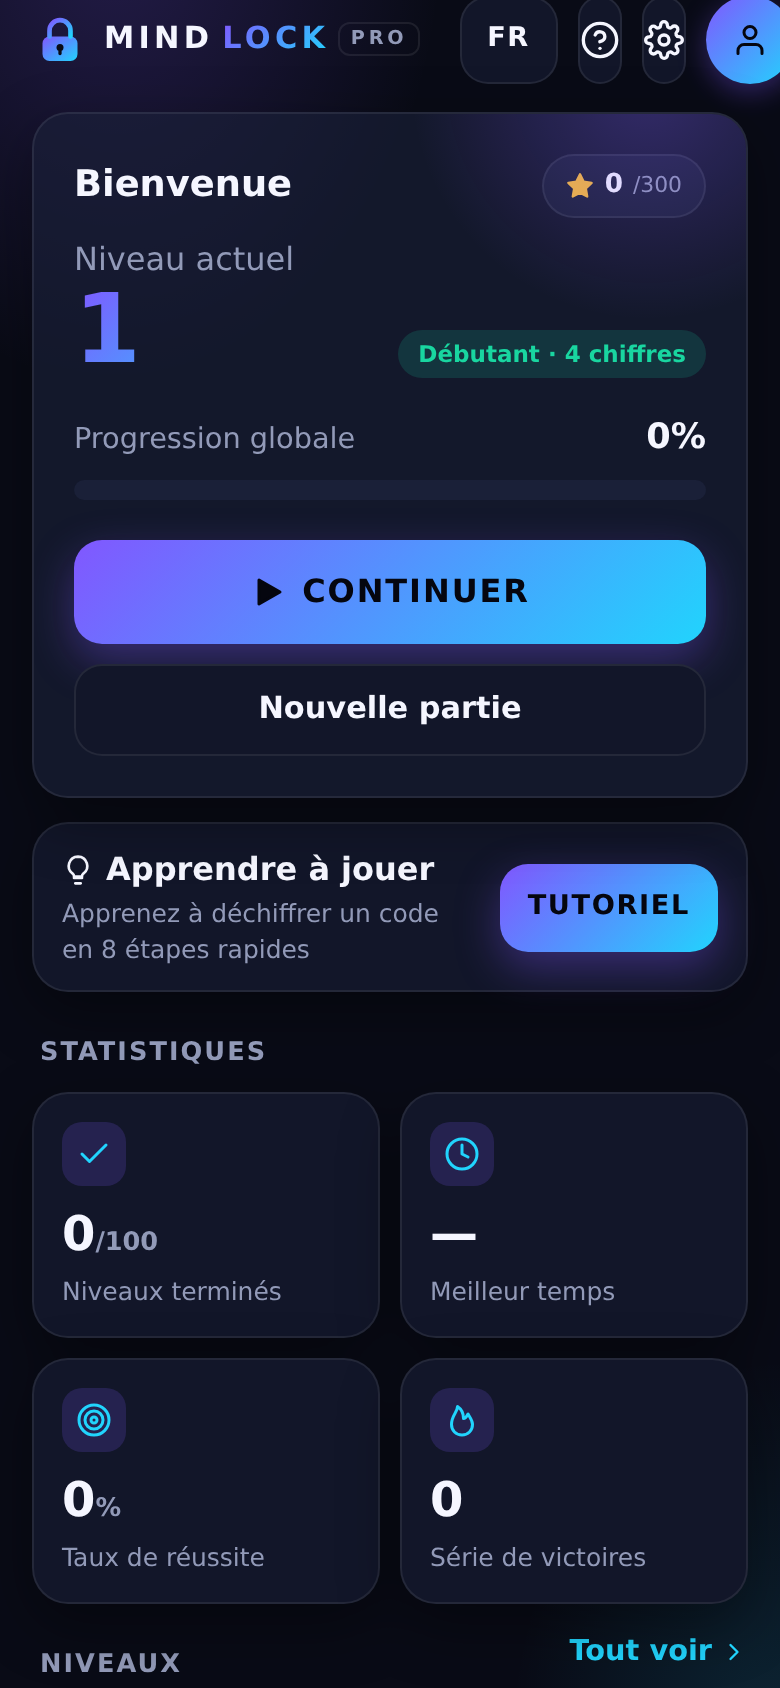 MIND LOCK PRO FR
Bienvenue
0 /300
Niveau actuel
1
Débutant · 4 chiffres
Progression globale
0%
CONTINUER
Nouvelle partie
Apprendre à jouer
Apprenez à déchiffrer un code
en 8 étapes rapides
TUTORIEL
STATISTIQUES
0/100
Niveaux terminés
—
Meilleur temps
0%
Taux de réussite
0
Série de victoires
NIVEAUX
Tout voir